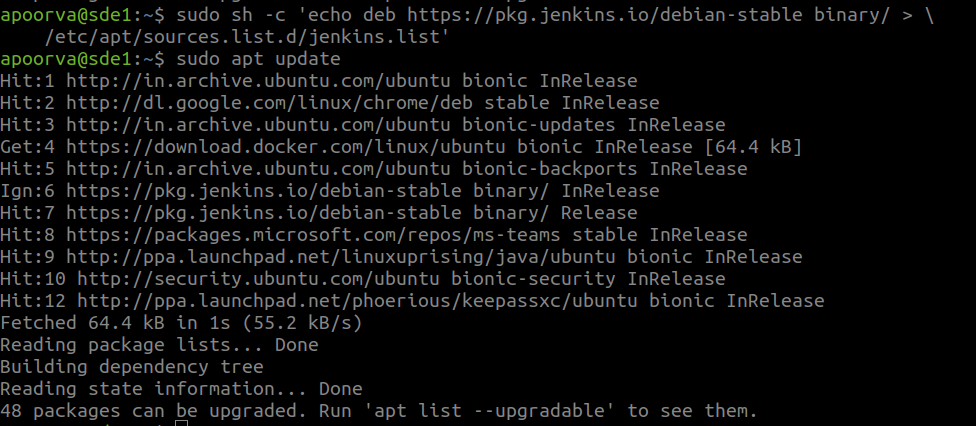 apoorva@sde1:~$ sudo sh -c 'echo deb https://pkg.jenkins.io/debian-stable binary/ > \
    /etc/apt/sources.list.d/jenkins.list'
apoorva@sde1:~$ sudo apt update
Hit:1 http://in.archive.ubuntu.com/ubuntu bionic InRelease
Hit:2 http://dl.google.com/linux/chrome/deb stable InRelease
Hit:3 http://in.archive.ubuntu.com/ubuntu bionic-updates InRelease
Get:4 https://download.docker.com/linux/ubuntu bionic InRelease [64.4 kB]
Hit:5 http://in.archive.ubuntu.com/ubuntu bionic-backports InRelease
Ign:6 https://pkg.jenkins.io/debian-stable binary/ InRelease
Hit:7 https://pkg.jenkins.io/debian-stable binary/ Release
Hit:8 https://packages.microsoft.com/repos/ms-teams stable InRelease
Hit:9 http://ppa.launchpad.net/linuxuprising/java/ubuntu bionic InRelease
Hit:10 http://security.ubuntu.com/ubuntu bionic-security InRelease
Hit:12 http://ppa.launchpad.net/phoerious/keepassxc/ubuntu bionic InRelease
Fetched 64.4 kB in 1s (55.2 kB/s)
Reading package lists... Done
Building dependency tree
Reading state information... Done
48 packages can be upgraded. Run 'apt list --upgradable' to see them.